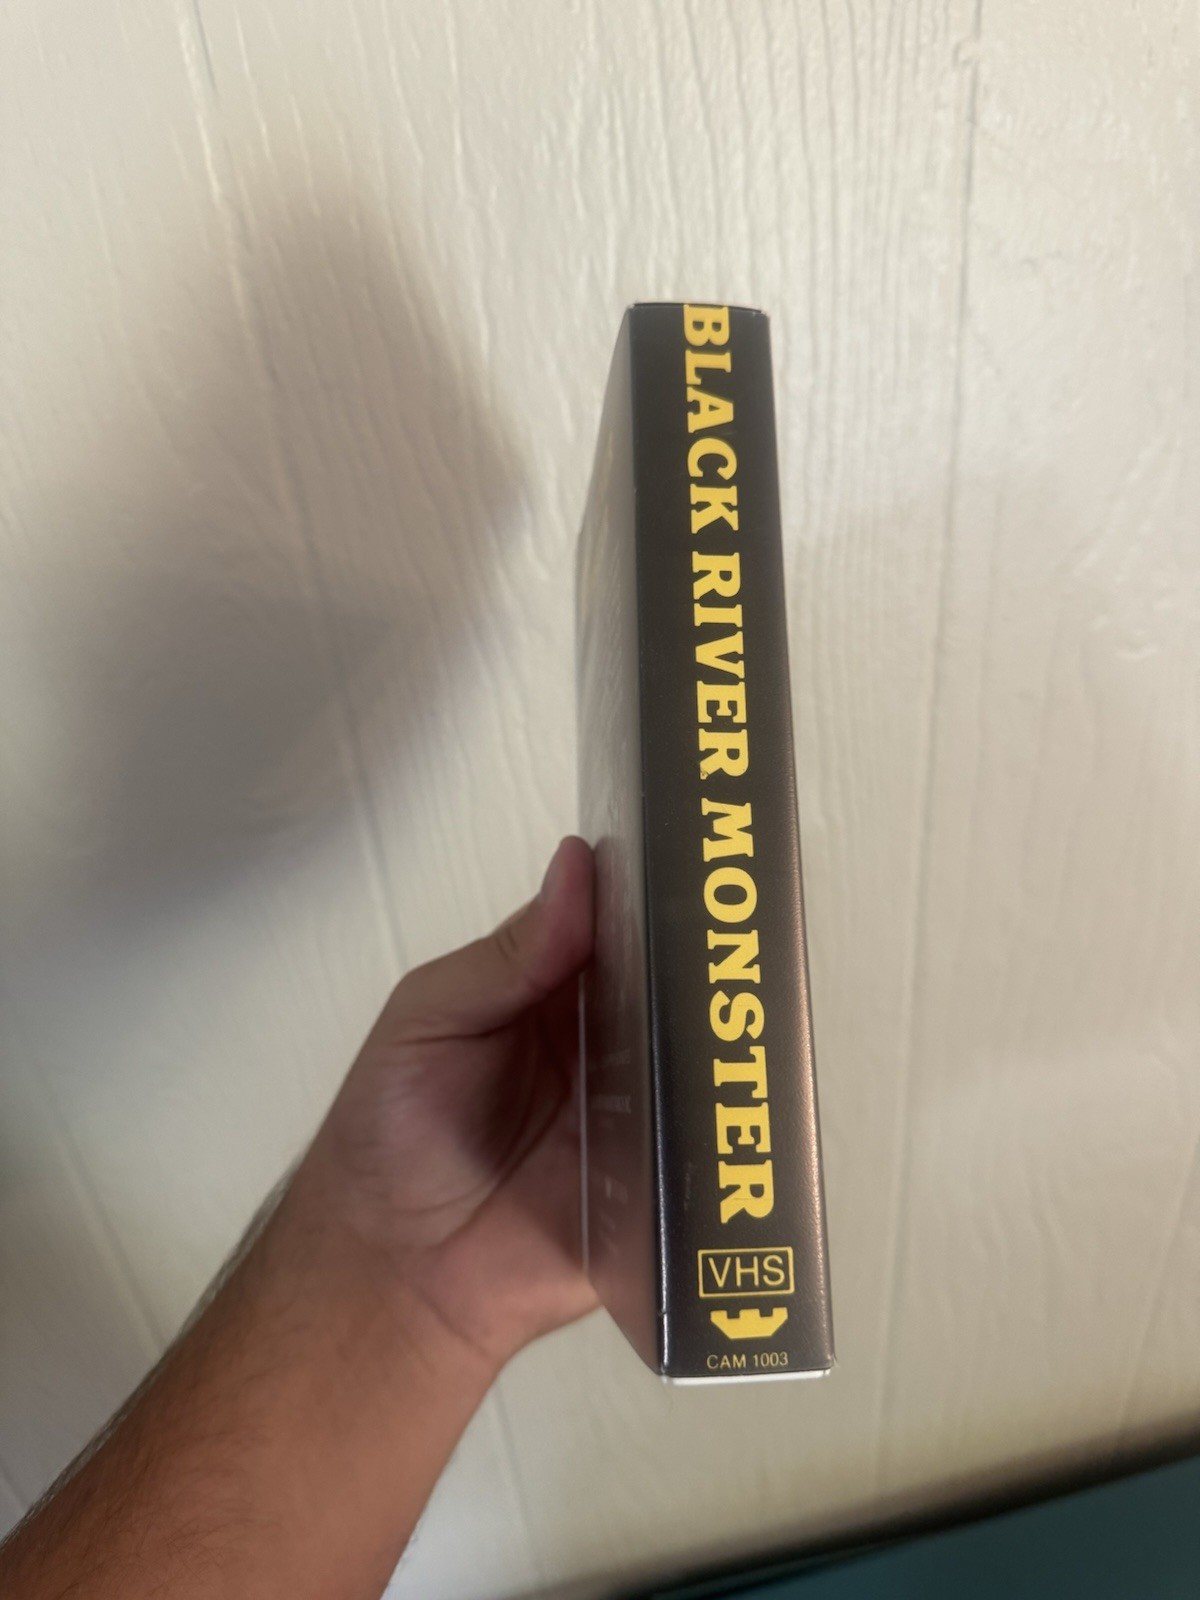 BLACK RIVER MONSTER
VHS
CAM 1003